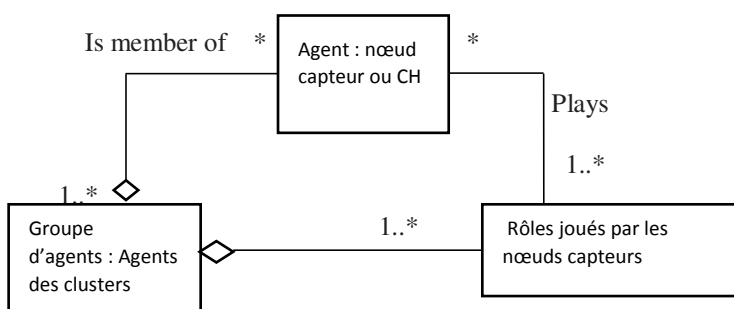 Is member of *
Agent : nœud
capteur ou CH
*
Plays
1..*
1..*
Groupe
d’agents : Agents
des clusters
1..*
Rôles joués par les
nœuds capteurs